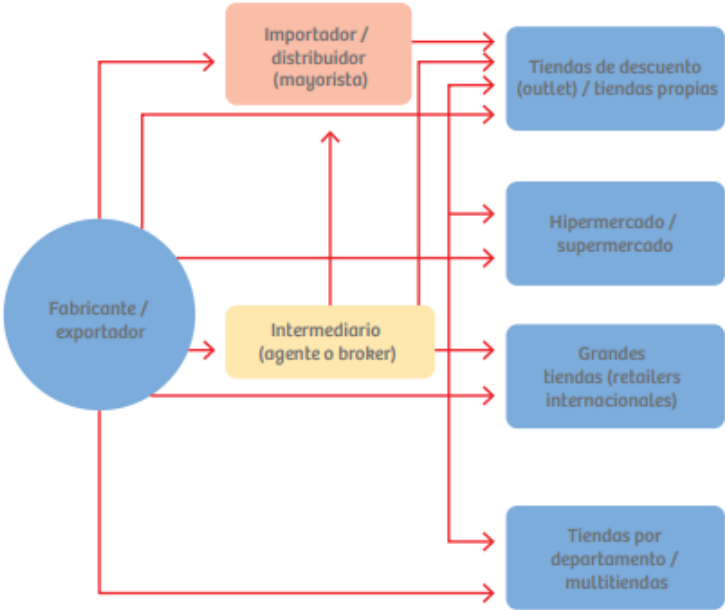 Importador /
distribuidor
(mayorista)
Tiendas de descuento
(outlet) / tiendas propias
Hipermercado /
supermercado
Fabricante /
exportador
Intermediario
(agente o broker)
Grandes
tiendas (retailers
internacionales)
Tiendas por
departamento /
multitiendas